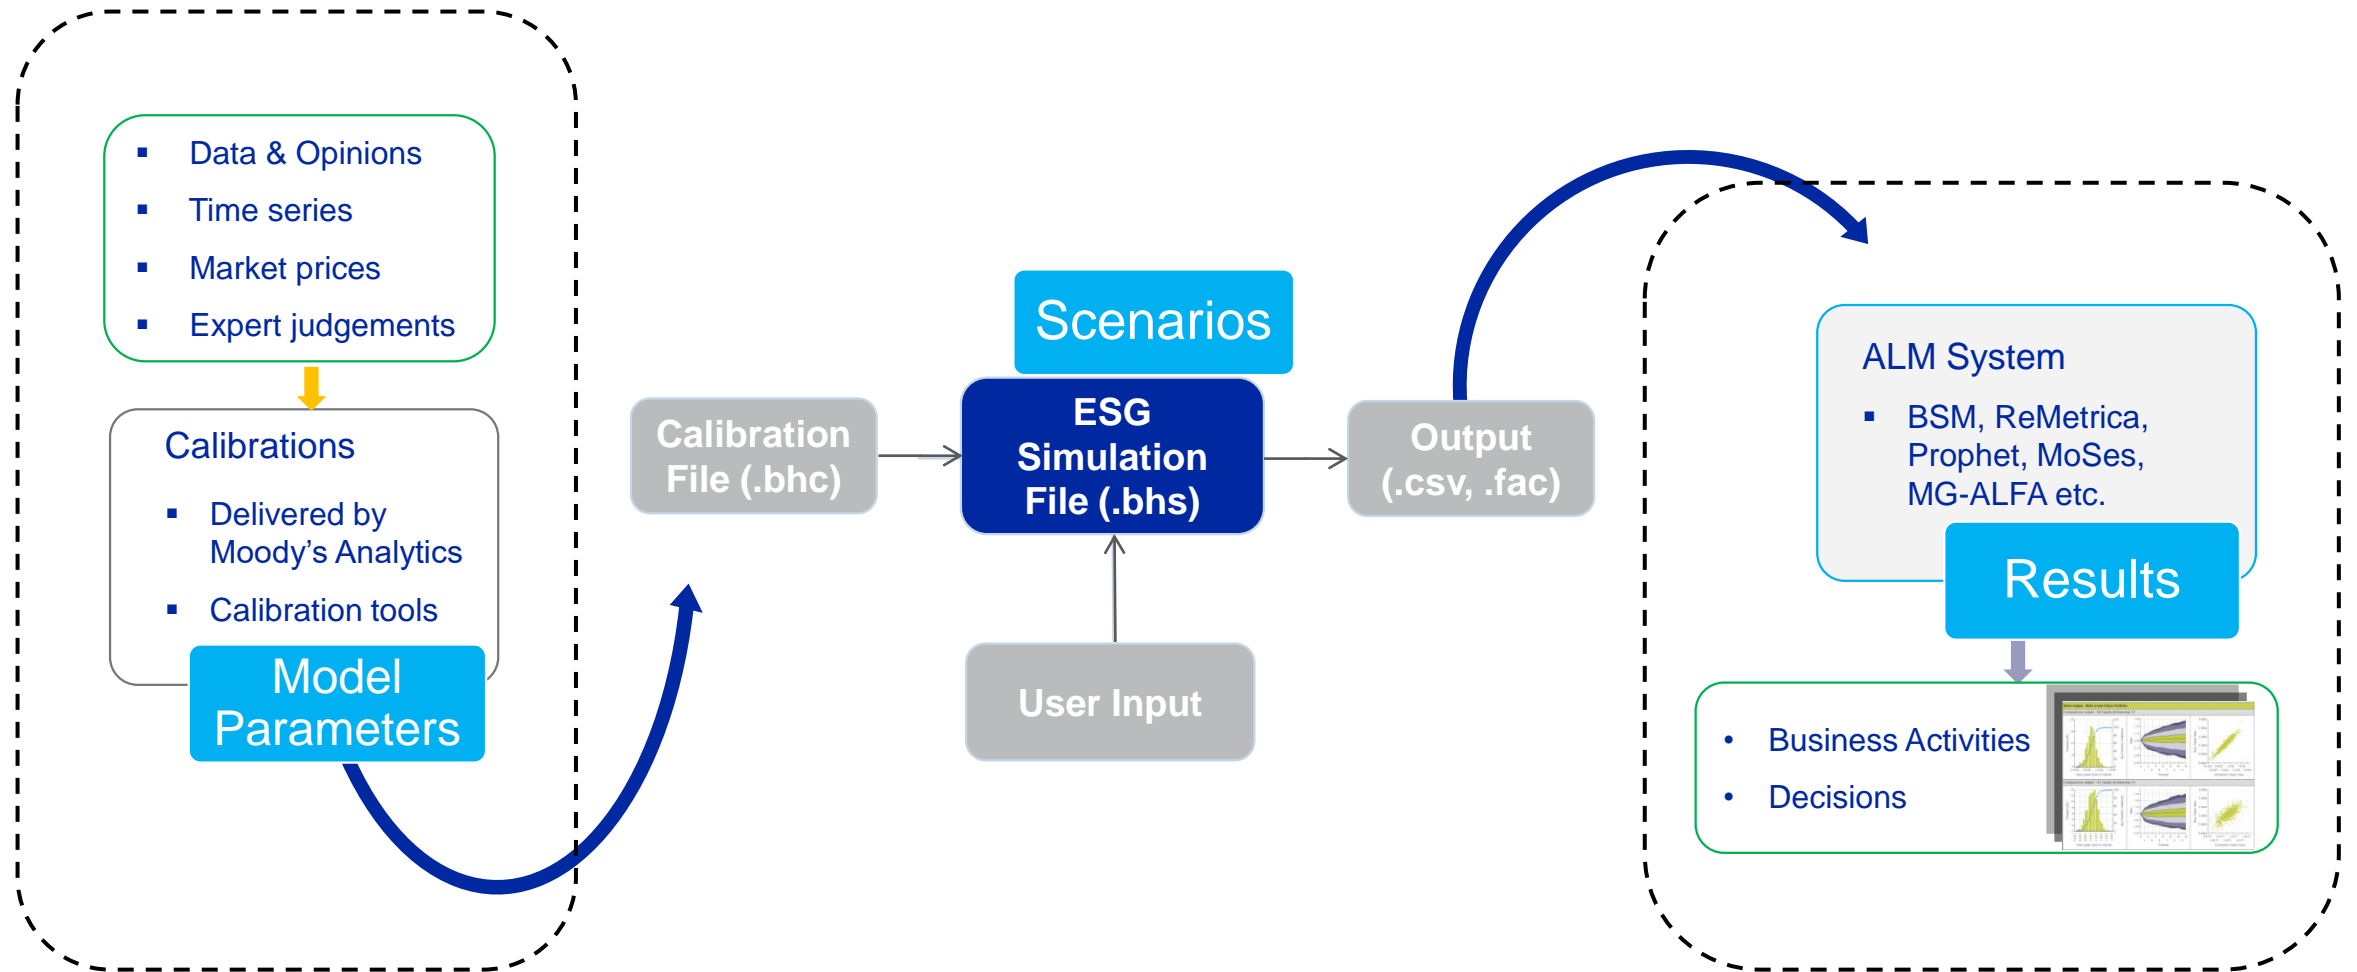 Data & Opinions
Time series
Market prices
Expert judgements
Calibrations
Delivered by
Moody’s Analytics
Calibration tools
Model
Parameters
Calibration
File (.bhc)
Scenarios
ESG
Simulation
File (.bhs)
User Input
Output
(.csv, .fac)
ALM System
BSM, ReMetrica,
Prophet, MoSes,
MG-ALFA etc.
Results
Business Activities
Decisions